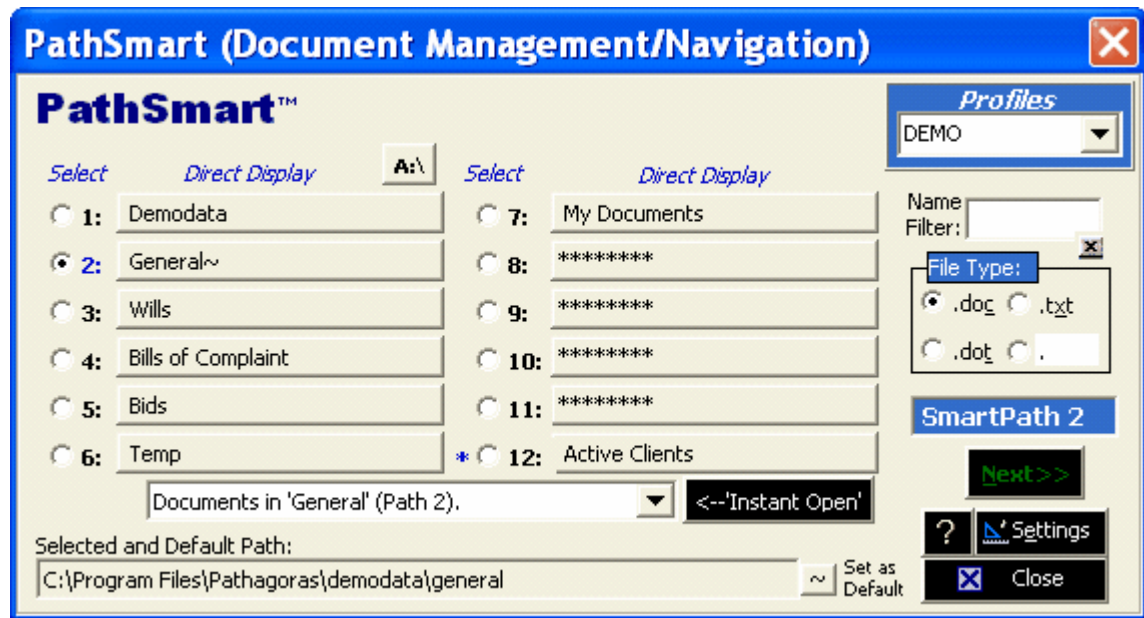 PathSmart (Document Management/Navigation)
PathSmart™
Profiles
DEMO
Select Direct Display A:\ Select Direct Display
1: Demodata
2: General~
3: Wills
4: Bills of Complaint
5: Bids
6: Temp
7: My Documents
8: ********
9: ********
10: ********
11: ********
* 12: Active Clients
Name
Filter:
x
File Type:
.doc .txt
.dot .
SmartPath 2
Next>>
Documents in 'General' (Path 2). <--'Instant Open'
? Settings
Selected and Default Path:
C:\Program Files\Pathagoras\demodata\general ~ Set as
Default
Close